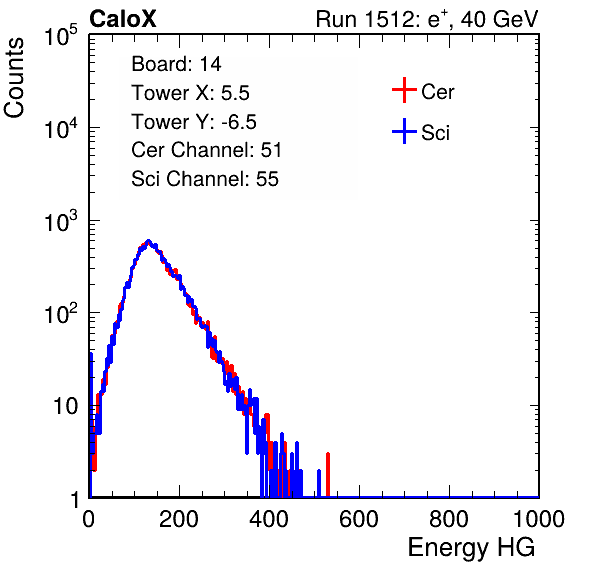 CaloX Run 1512: e⁺, 40 GeV
Counts
Board: 14
Tower X: 5.5
Tower Y: -6.5
Cer Channel: 51
Sci Channel: 55
Cer
Sci
10⁵
10⁴
10³
10²
10
1
0 200 400 600 800 1000
Energy HG